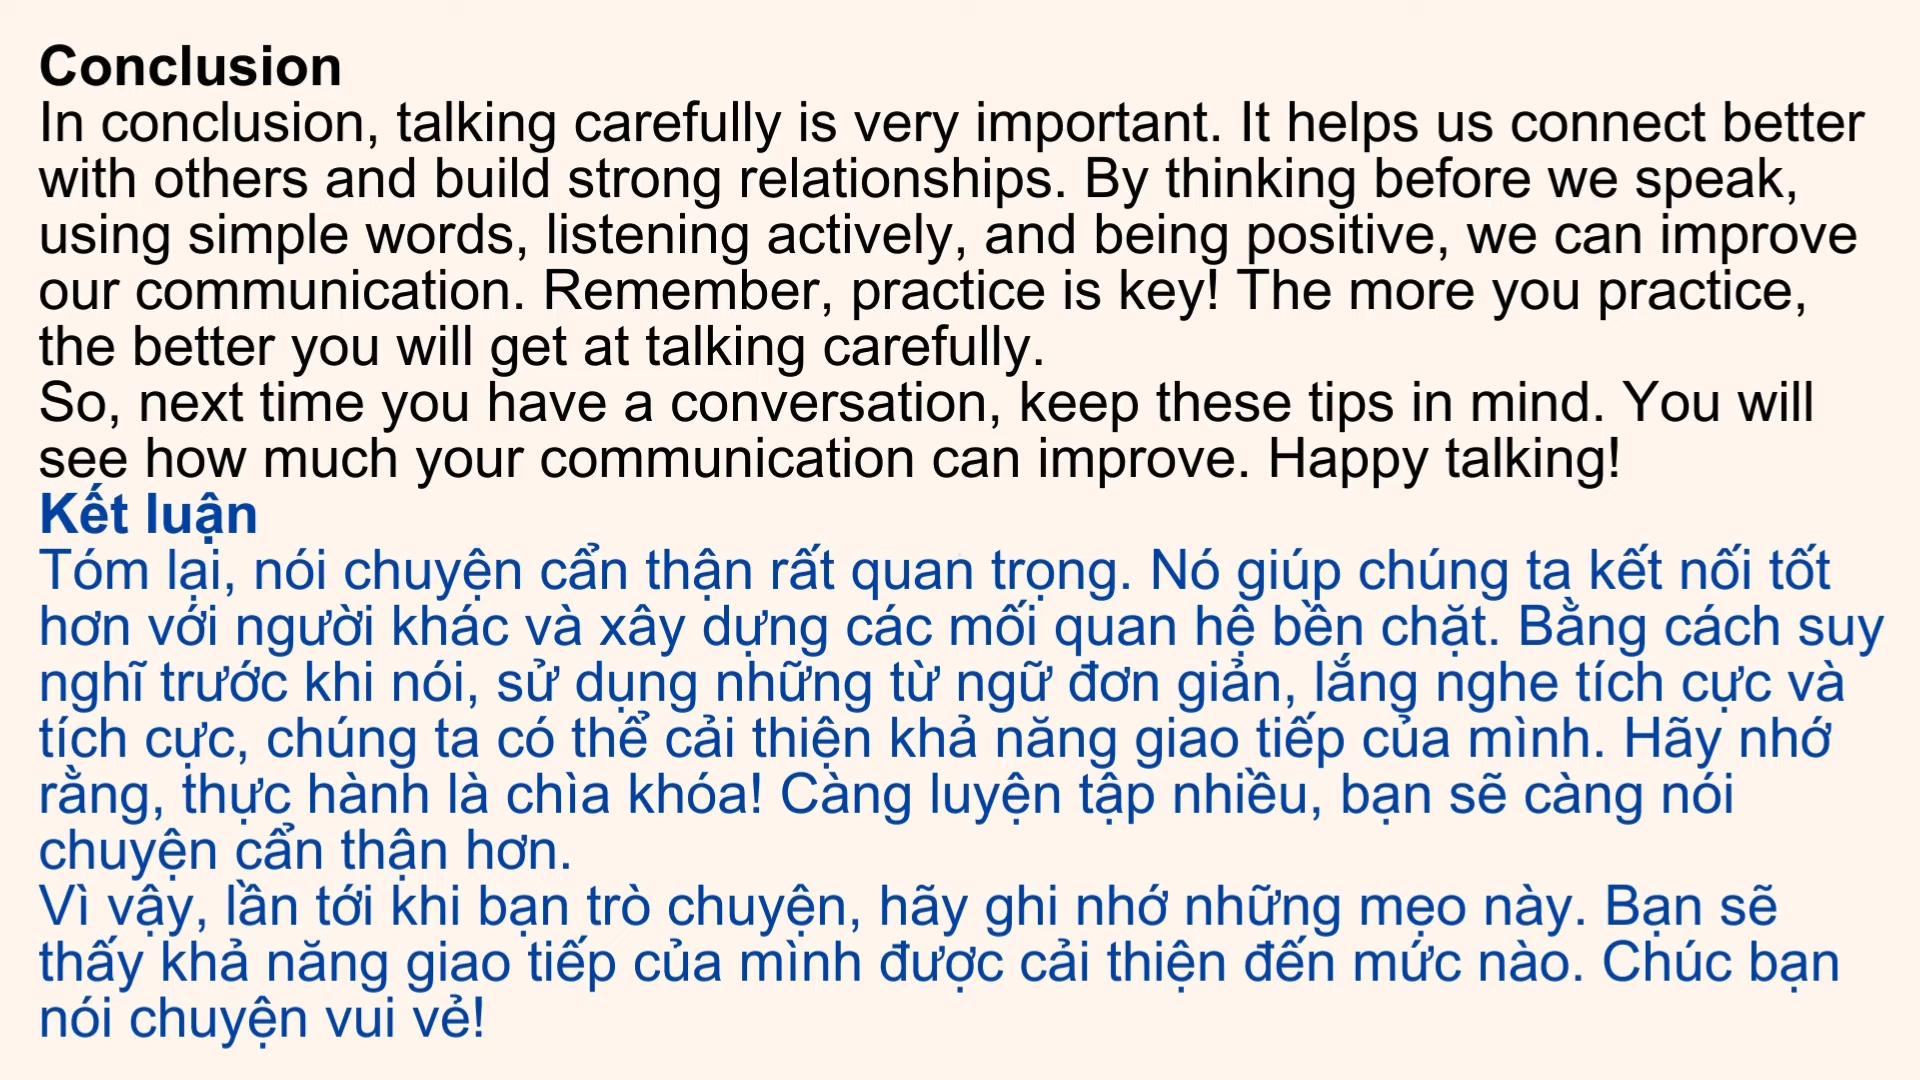 Conclusion
In conclusion, talking carefully is very important. It helps us connect better
with others and build strong relationships. By thinking before we speak,
using simple words, listening actively, and being positive, we can improve
our communication. Remember, practice is key! The more you practice,
the better you will get at talking carefully.
So, next time you have a conversation, keep these tips in mind. You will
see how much your communication can improve. Happy talking!
Kết luận
Tóm lại, nói chuyện cẩn thận rất quan trọng. Nó giúp chúng ta kết nối tốt
hơn với người khác và xây dựng các mối quan hệ bền chặt. Bằng cách suy
nghĩ trước khi nói, sử dụng những từ ngữ đơn giản, lắng nghe tích cực và
tích cực, chúng ta có thể cải thiện khả năng giao tiếp của mình. Hãy nhớ
rằng, thực hành là chìa khóa! Càng luyện tập nhiều, bạn sẽ càng nói
chuyện cẩn thận hơn.
Vì vậy, lần tới khi bạn trò chuyện, hãy ghi nhớ những mẹo này. Bạn sẽ
thấy khả năng giao tiếp của mình được cải thiện đến mức nào. Chúc bạn
nói chuyện vui vẻ!